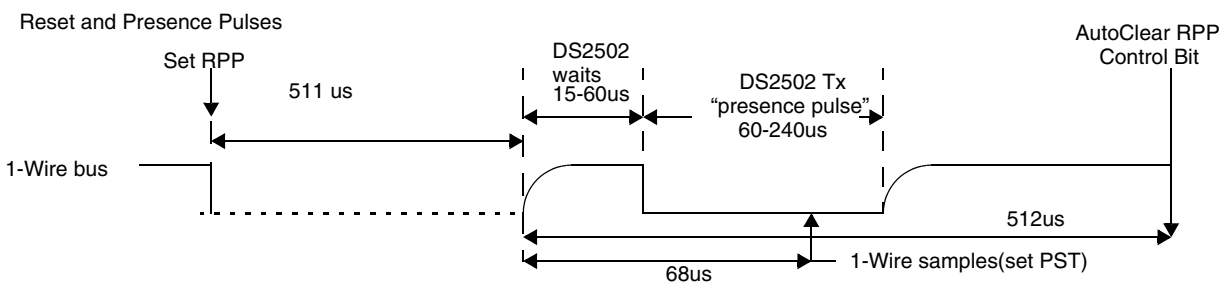 Reset and Presence Pulses
Set RPP
511 us
DS2502
waits
15-60us
DS2502 Tx
“presence pulse”
60-240us
AutoClear RPP
Control Bit
1-Wire bus
512us
68us
1-Wire samples(set PST)